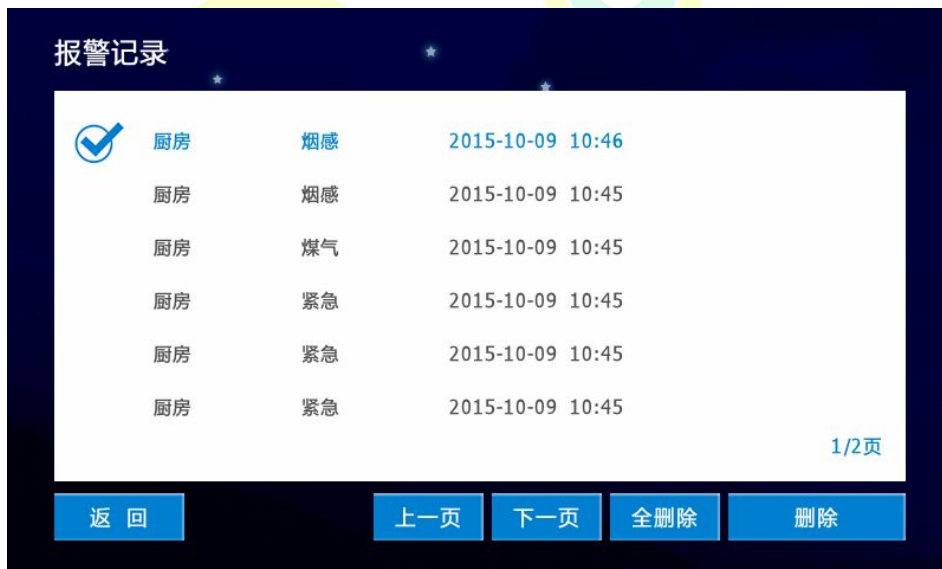 报警记录
厨房 烟感 2015-10-09 10:46
厨房 烟感 2015-10-09 10:45
厨房 煤气 2015-10-09 10:45
厨房 紧急 2015-10-09 10:45
厨房 紧急 2015-10-09 10:45
厨房 紧急 2015-10-09 10:45
1/2页
返 回 上一页 下一页 全删除 删除